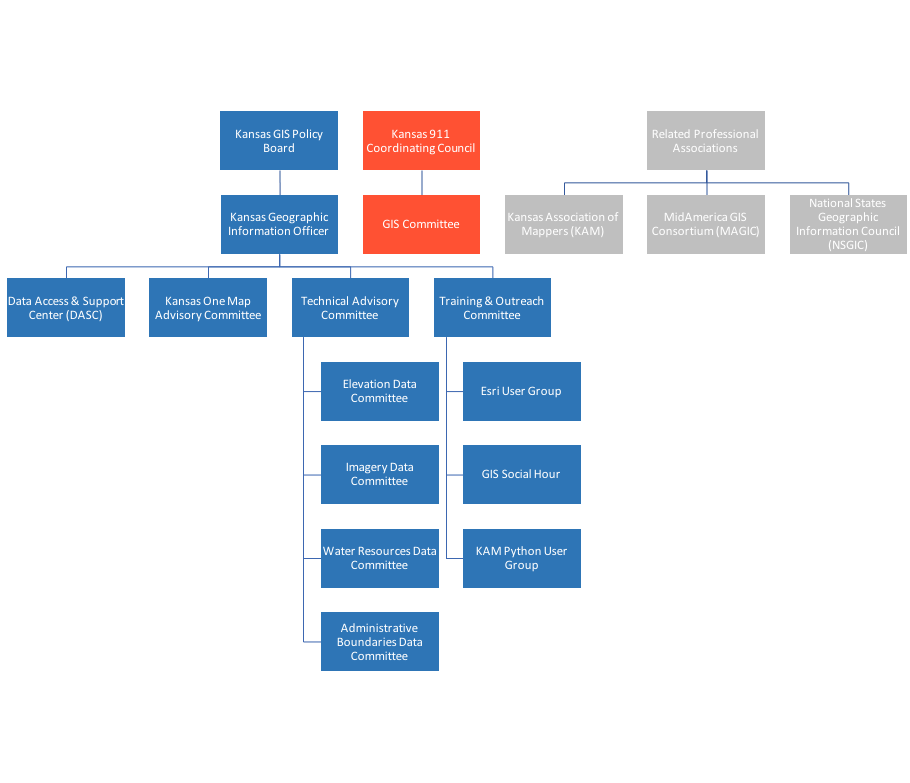 Kansas GIS Policy
Board
Kansas 911
Coordinating Council
Related Professional
Associations
Kansas Geographic
Information Officer
GIS Committee
Kansas Association of
Mappers (KAM)
MidAmerica GIS
Consortium (MAGIC)
National States
Geographic
Information Council
(NSGIC)
Data Access & Support
Center (DASC)
Kansas One Map
Advisory Committee
Technical Advisory
Committee
Training & Outreach
Committee
Elevation Data
Committee
Esri User Group
Imagery Data
Committee
GIS Social Hour
Water Resources Data
Committee
KAM Python User
Group
Administrative
Boundaries Data
Committee